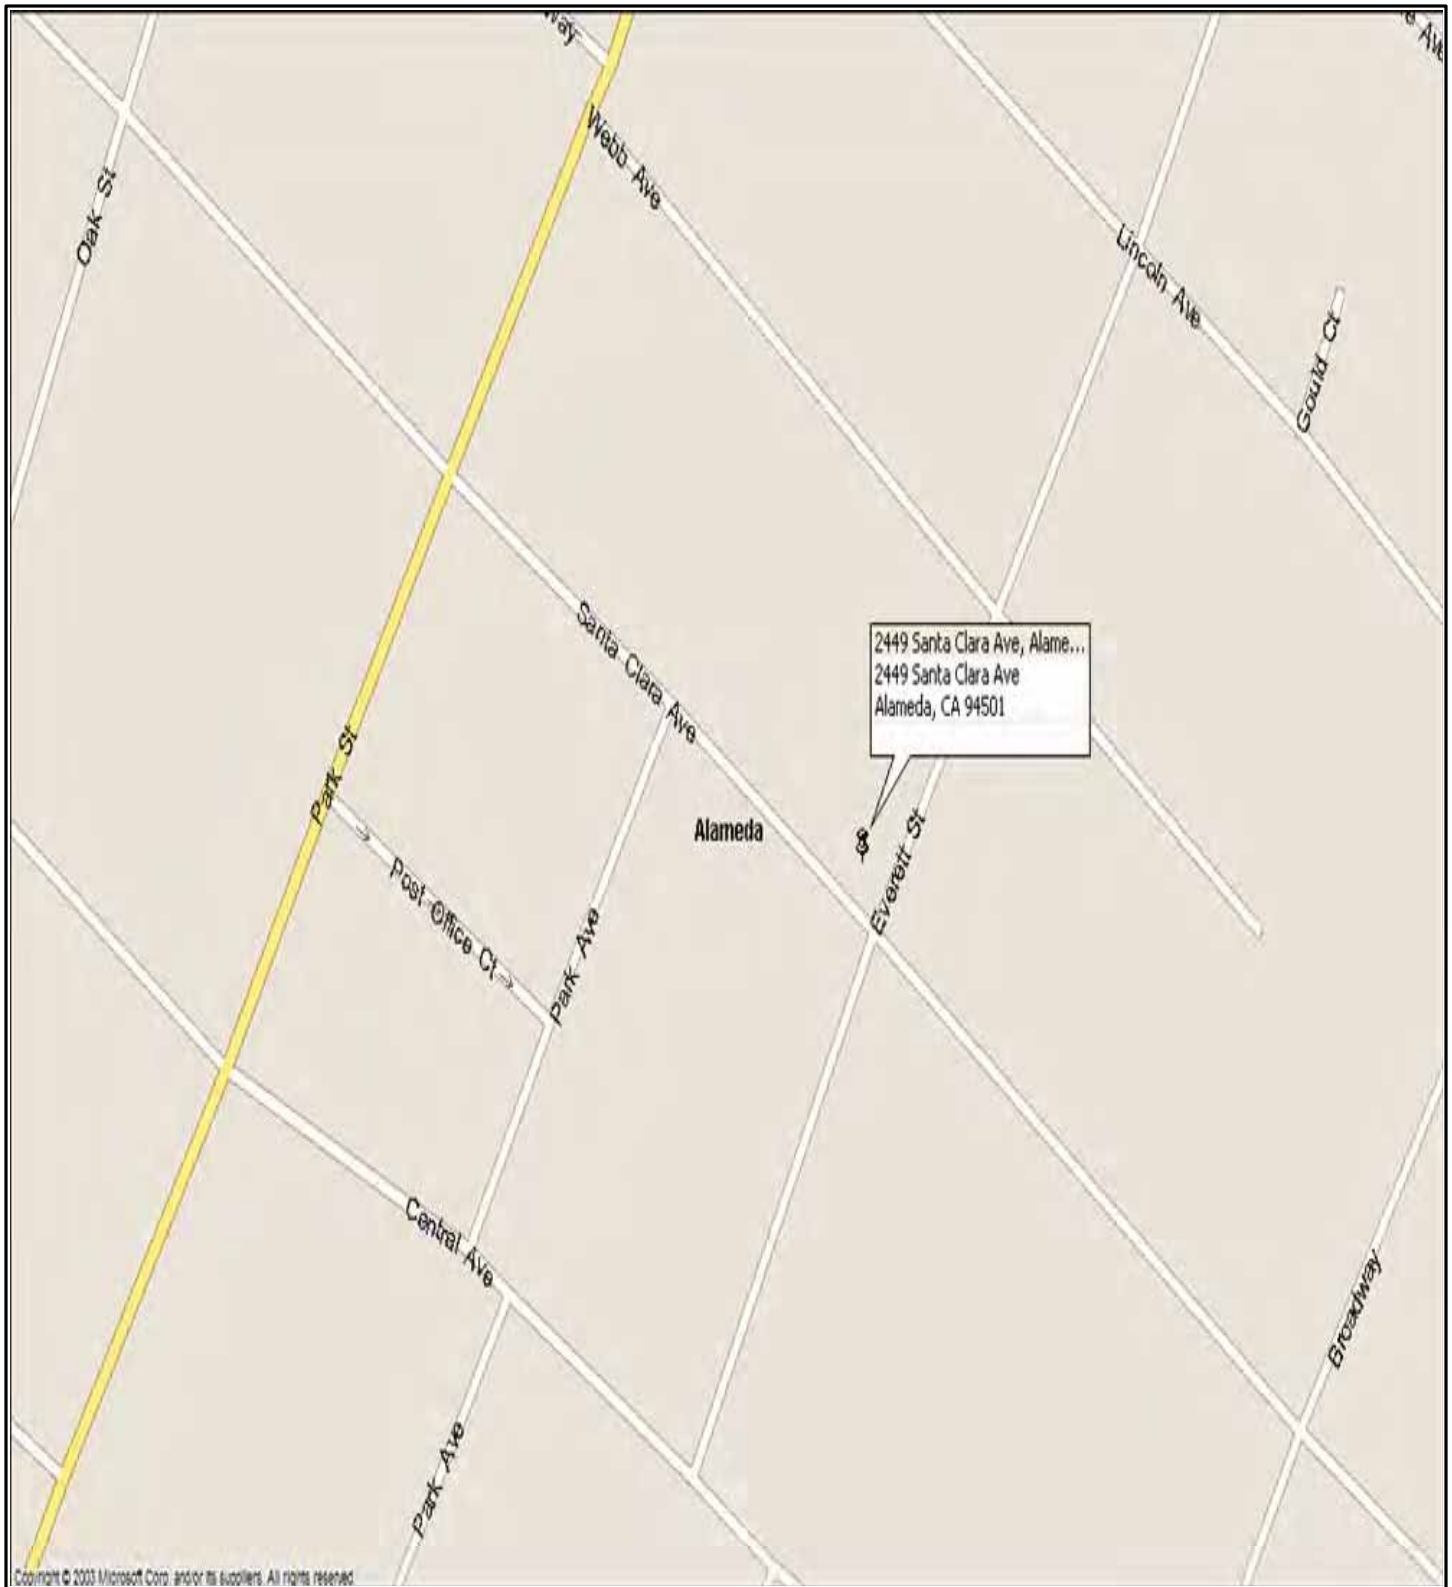 Way
e Ave
Webb Ave
Oak St
Lincoln Ave
Gould Ct
Santa Clara Ave
2449 Santa Clara Ave, Alame...
2449 Santa Clara Ave
Alameda, CA 94501
Park St
Alameda
Everett St
Post Office Ct
Park Ave
Central Ave
Broadway
Park Ave
Copyright © 2003 Microsoft Corp. and/or its suppliers. All rights reserved.